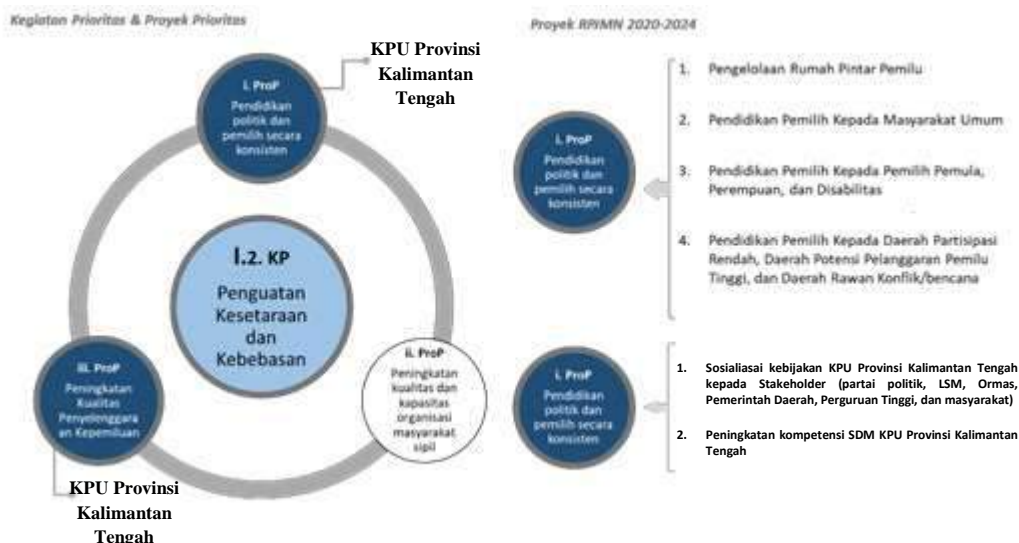 Kegiatan Prioritas & Proyek Prioritas
KPU Provinsi
Kalimantan
Tengah
i. ProP
Pendidikan
politik dan
pemilih secara
konsisten
I.2. KP
Penguatan
Kesetaraan
dan
Kebebasan
iii. ProP
Peningkatan
Kualitas
Penyelenggara
an Kepemiluan
ii. ProP
Peningkatan
kualitas dan
kapasitas
organisasi
masyarakat
sipil
KPU Provinsi
Kalimantan
Tengah
Proyek RPJMN 2020-2024
i. ProP
Pendidikan
politik dan
pemilih secara
konsisten
1. Pengelolaan Rumah Pintar Pemilu
2. Pendidikan Pemilih Kepada Masyarakat Umum
3. Pendidikan Pemilih Kepada Pemilih Pemula,
Perempuan, dan Disabilitas
4. Pendidikan Pemilih Kepada Daerah Partisipasi
Rendah, Daerah Potensi Pelanggaran Pemilu
Tinggi, dan Daerah Rawan Konflik/bencana
i. ProP
Pendidikan
politik dan
pemilih secara
konsisten
1. Sosialiasai kebijakan KPU Provinsi Kalimantan Tengah
kepada Stakeholder (partai politik, LSM, Ormas,
Pemerintah Daerah, Perguruan Tinggi, dan masyarakat)
2. Peningkatan kompetensi SDM KPU Provinsi Kalimantan
Tengah